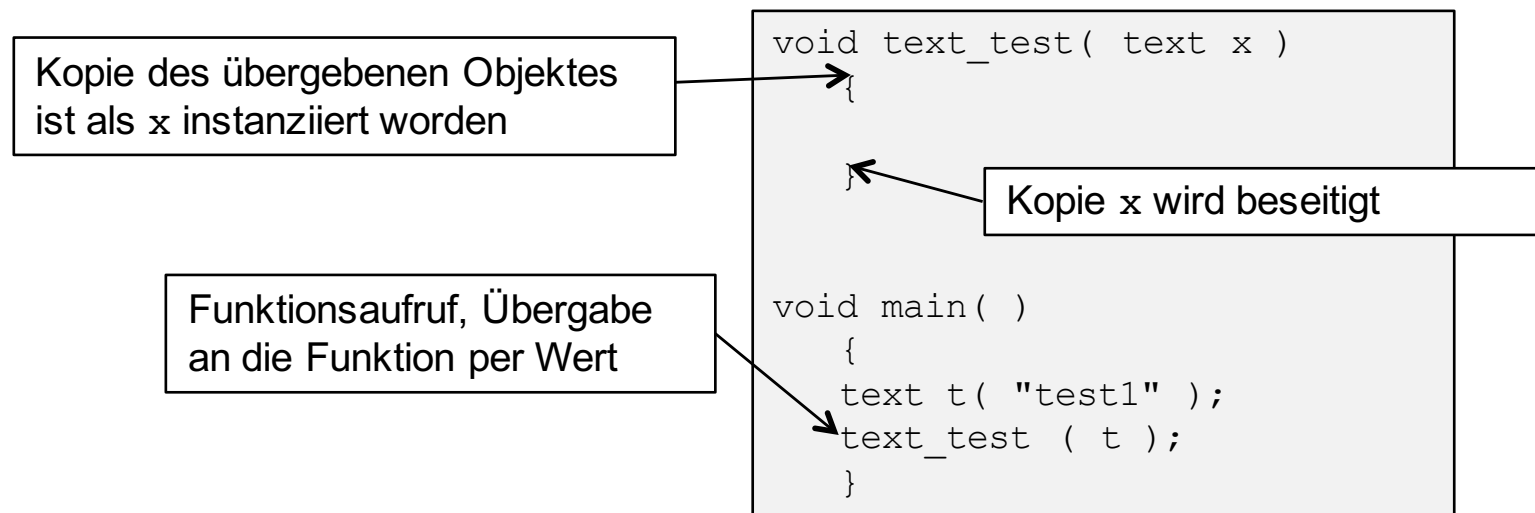 void text_test( text x )
Kopie des übergebenen Objektes
ist als x instanziiert worden
{
}
Kopie x wird beseitigt
void main( )
Funktionsaufruf, Übergabe
an die Funktion per Wert
{
text t( "test1" );
text_test ( t );
}